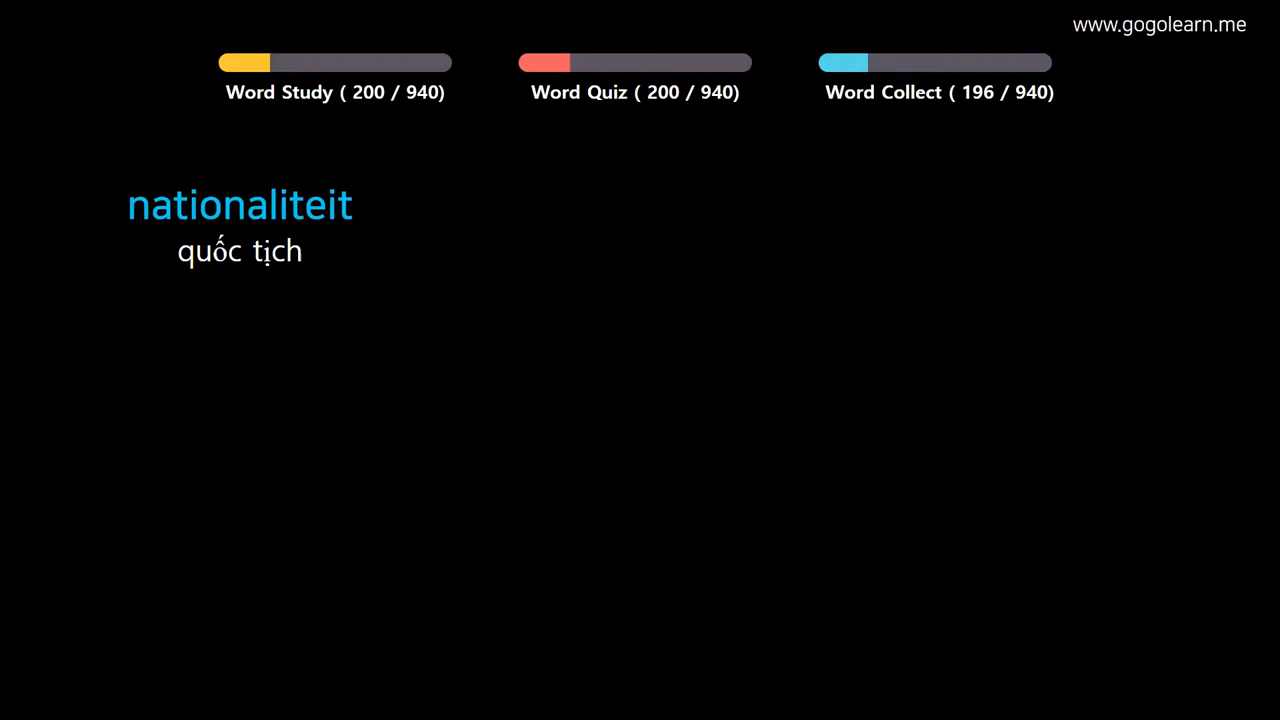 www.gogolearn.me
Word Study ( 200 / 940)
Word Quiz ( 200 / 940)
Word Collect ( 196 / 940)
nationaliteit
quốc tịch